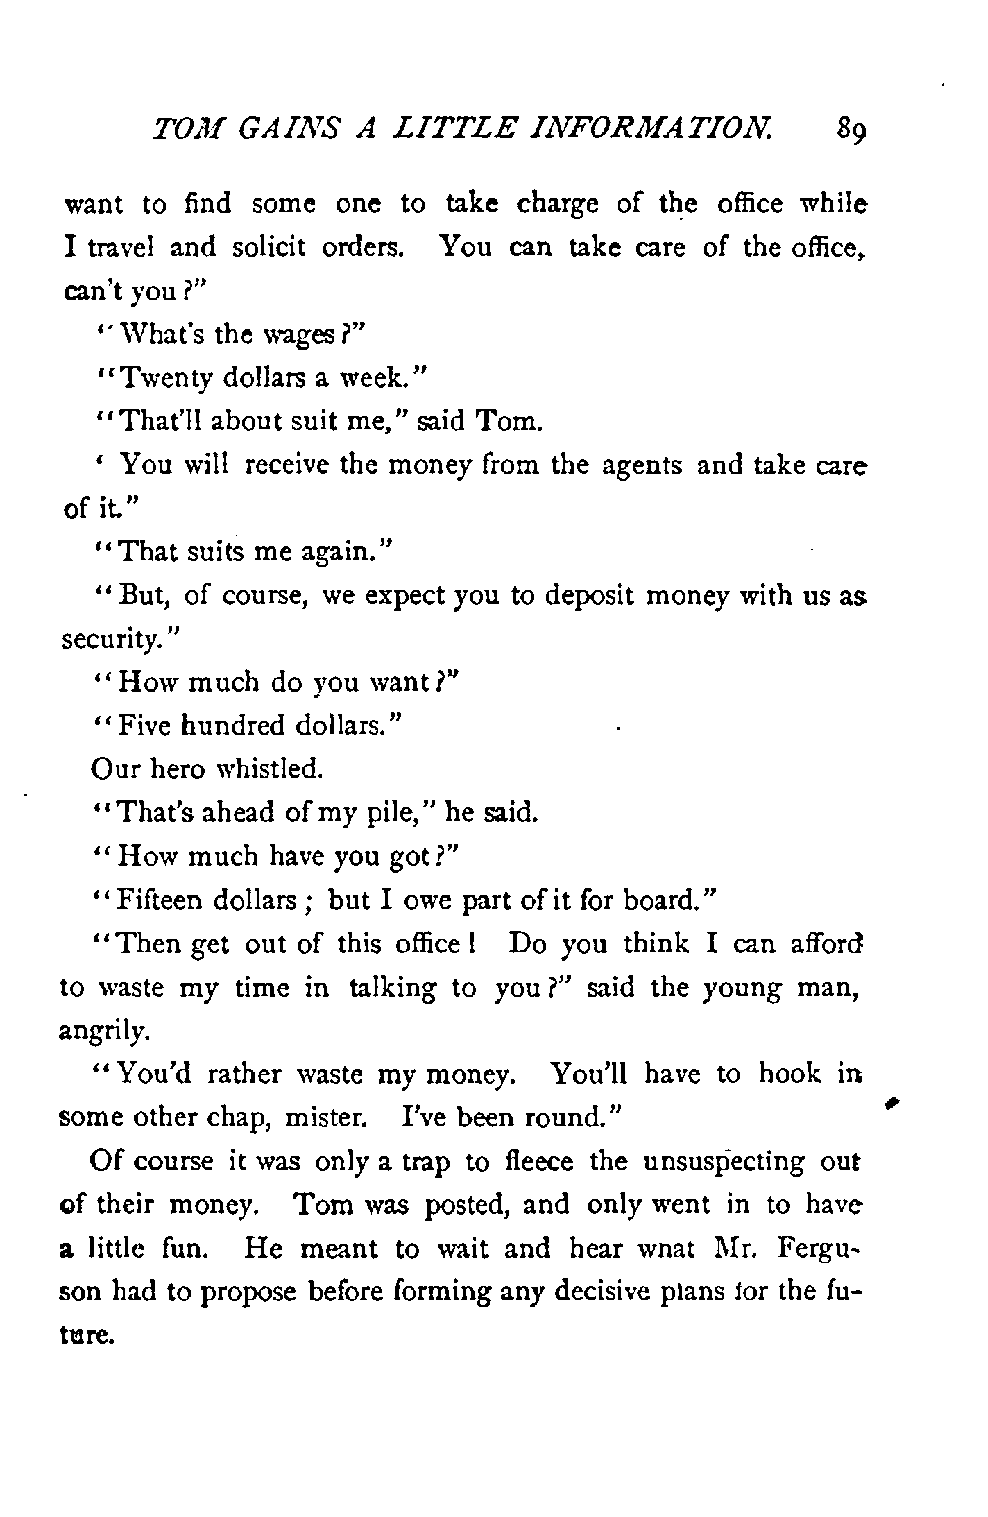 TOM GAINS A LITTLE INFORMATION. 89
want to find some one to take charge of the office while
I travel and solicit orders. You can take care of the office,
can't you?"
"What's the wages?"
"Twenty dollars a week."
"That'll about suit me," said Tom.
' You will receive the money from the agents and take care
of it."
"That suits me again."
"But, of course, we expect you to deposit money with us as
security."
"How much do you want?"
"Five hundred dollars."
Our hero whistled.
"That's ahead of my pile," he said.
"How much have you got?"
"Fifteen dollars; but I owe part of it for board."
"Then get out of this office! Do you think I can afford
to waste my time in talking to you?" said the young man,
angrily.
"You'd rather waste my money. You'll have to hook in
some other chap, mister. I've been round."
Of course it was only a trap to fleece the unsuspecting out
of their money. Tom was posted, and only went in to have
a little fun. He meant to wait and hear what Mr. Fergu-
son had to propose before forming any decisive plans for the fu-
ture.